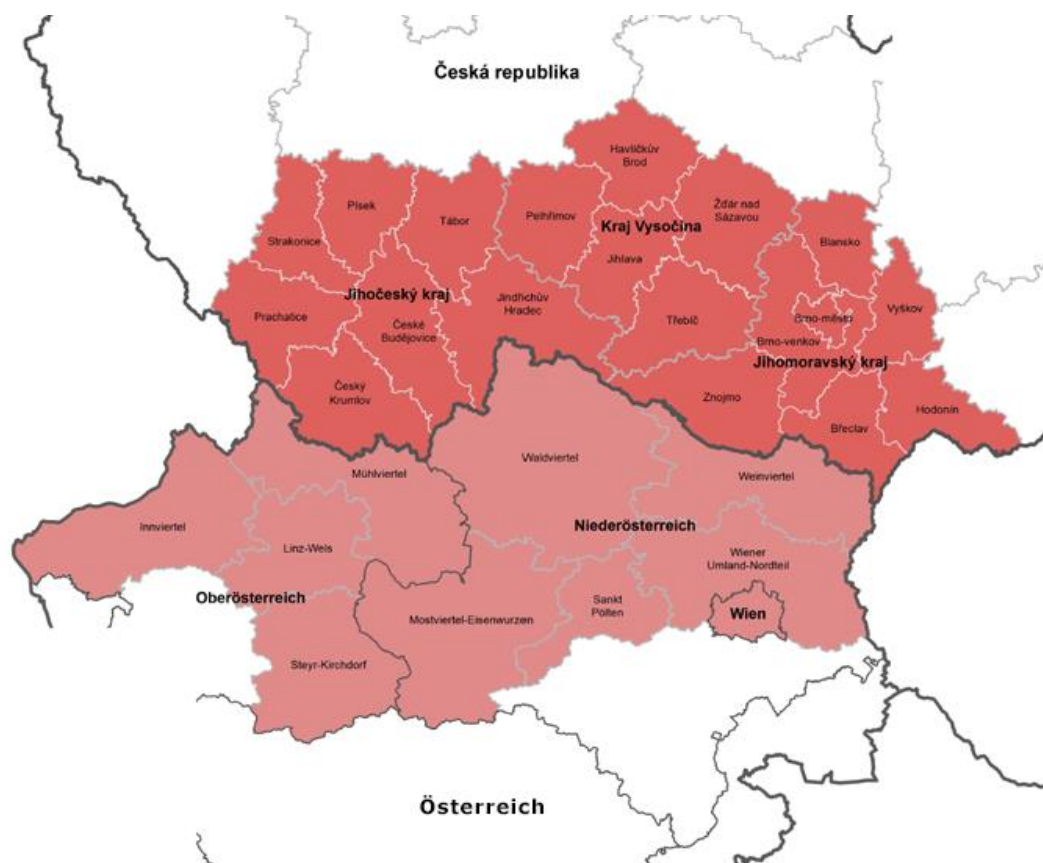 Česká republika
Havlíčkův
Brod
Písek
Tábor
Pelhřimov
Žďár nad
Sázavou
Strakonice
Kraj Vysočina
Blansko
Jihlava
Jihočeský kraj
Jindřichův
Hradec
Prachatice
České
Budějovice
Třebíč
Brno-město
Vyškov
Brno-venkov
Jihomoravský kraj
Český
Krumlov
Znojmo
Hodonín
Břeclav
Waldviertel
Mühlviertel
Weinviertel
Innviertel
Niederösterreich
Linz-Wels
Wiener
Umland-Nordteil
Oberösterreich
Sankt
Pölten
Wien
Mostviertel-Eisenwurzen
Steyr-Kirchdorf
Österreich